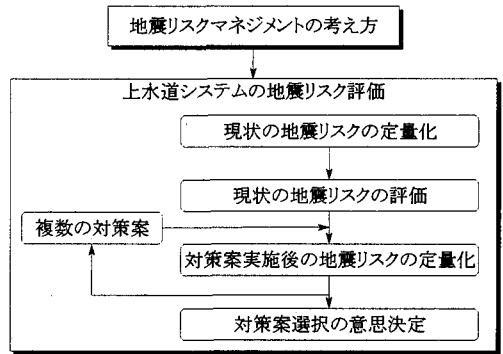 地震リスクマネジメントの考え方
上水道システムの地震リスク評価
現状の地震リスクの定量化
現状の地震リスクの評価
複数の対策案
対策案実施後の地震リスクの定量化
対策案選択の意思決定